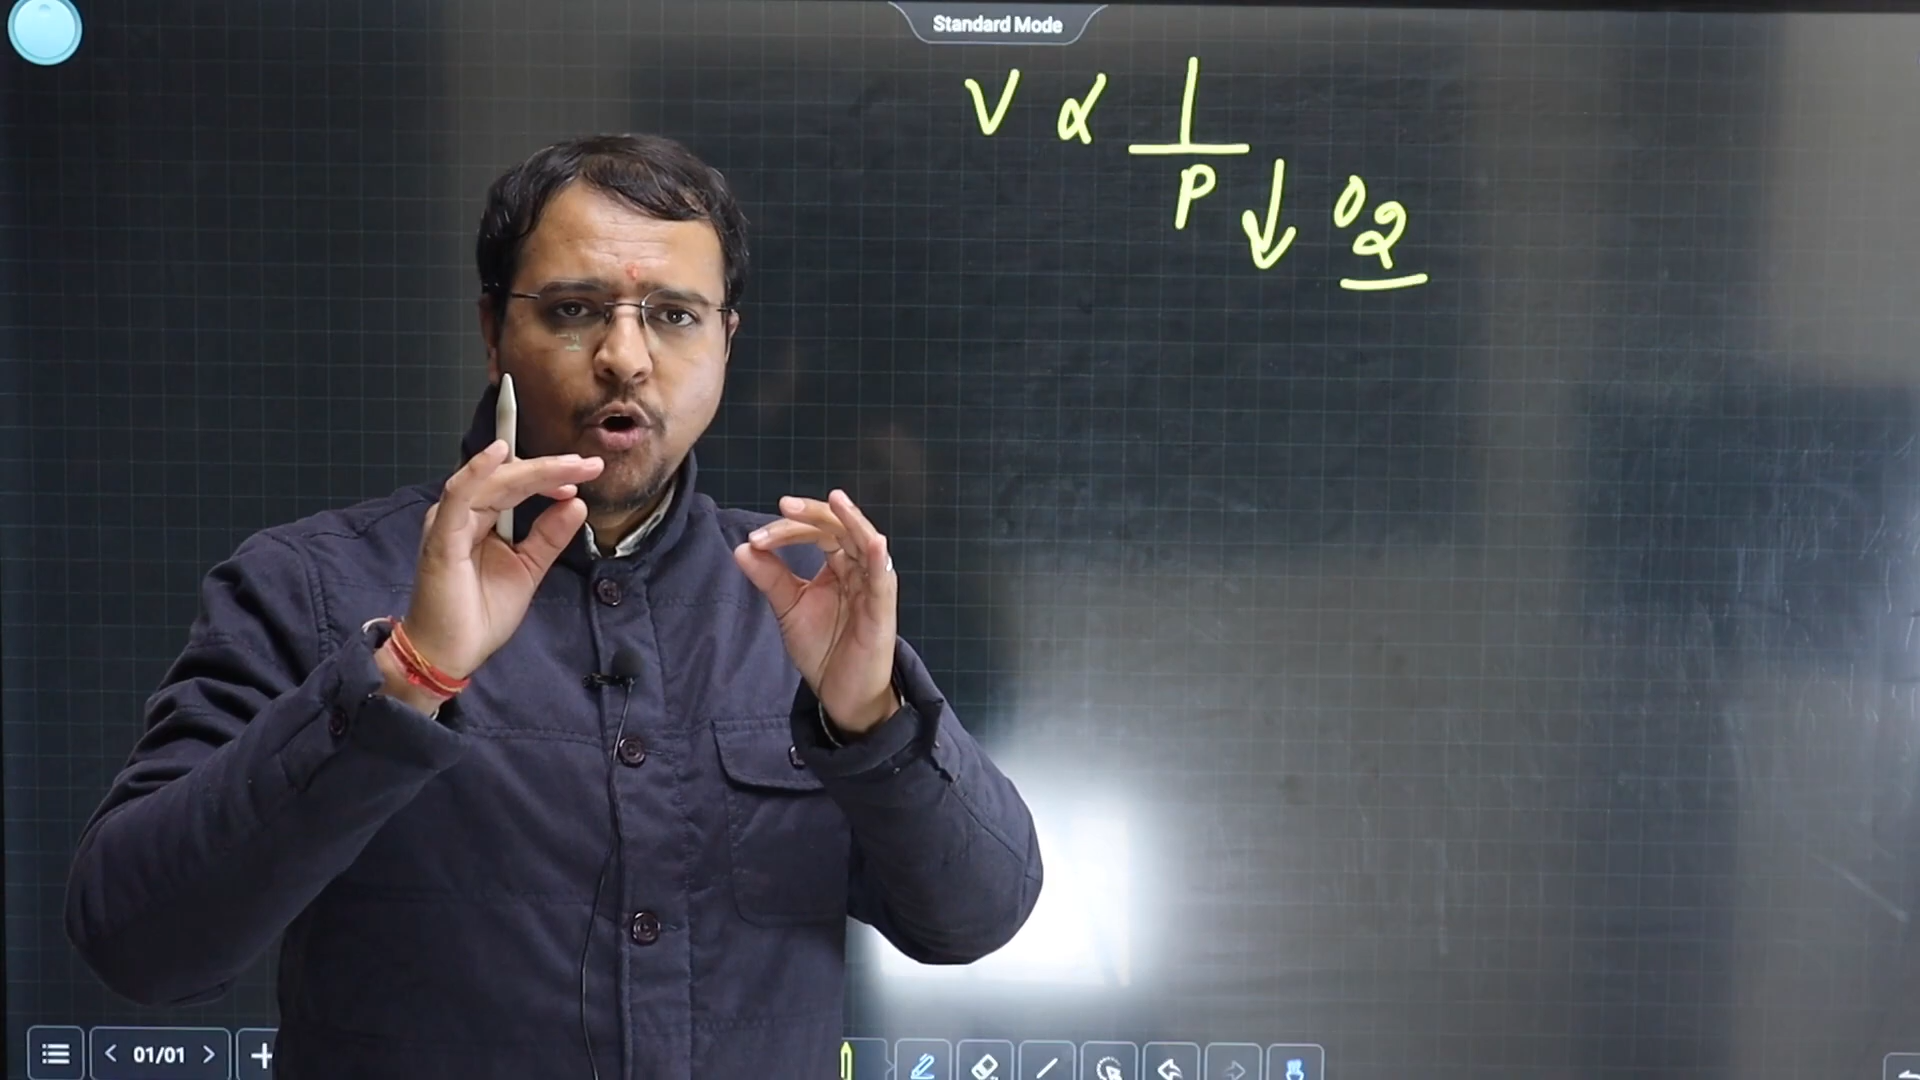 Standard Mode
V ∝ 1/P ↓ O2
01/01